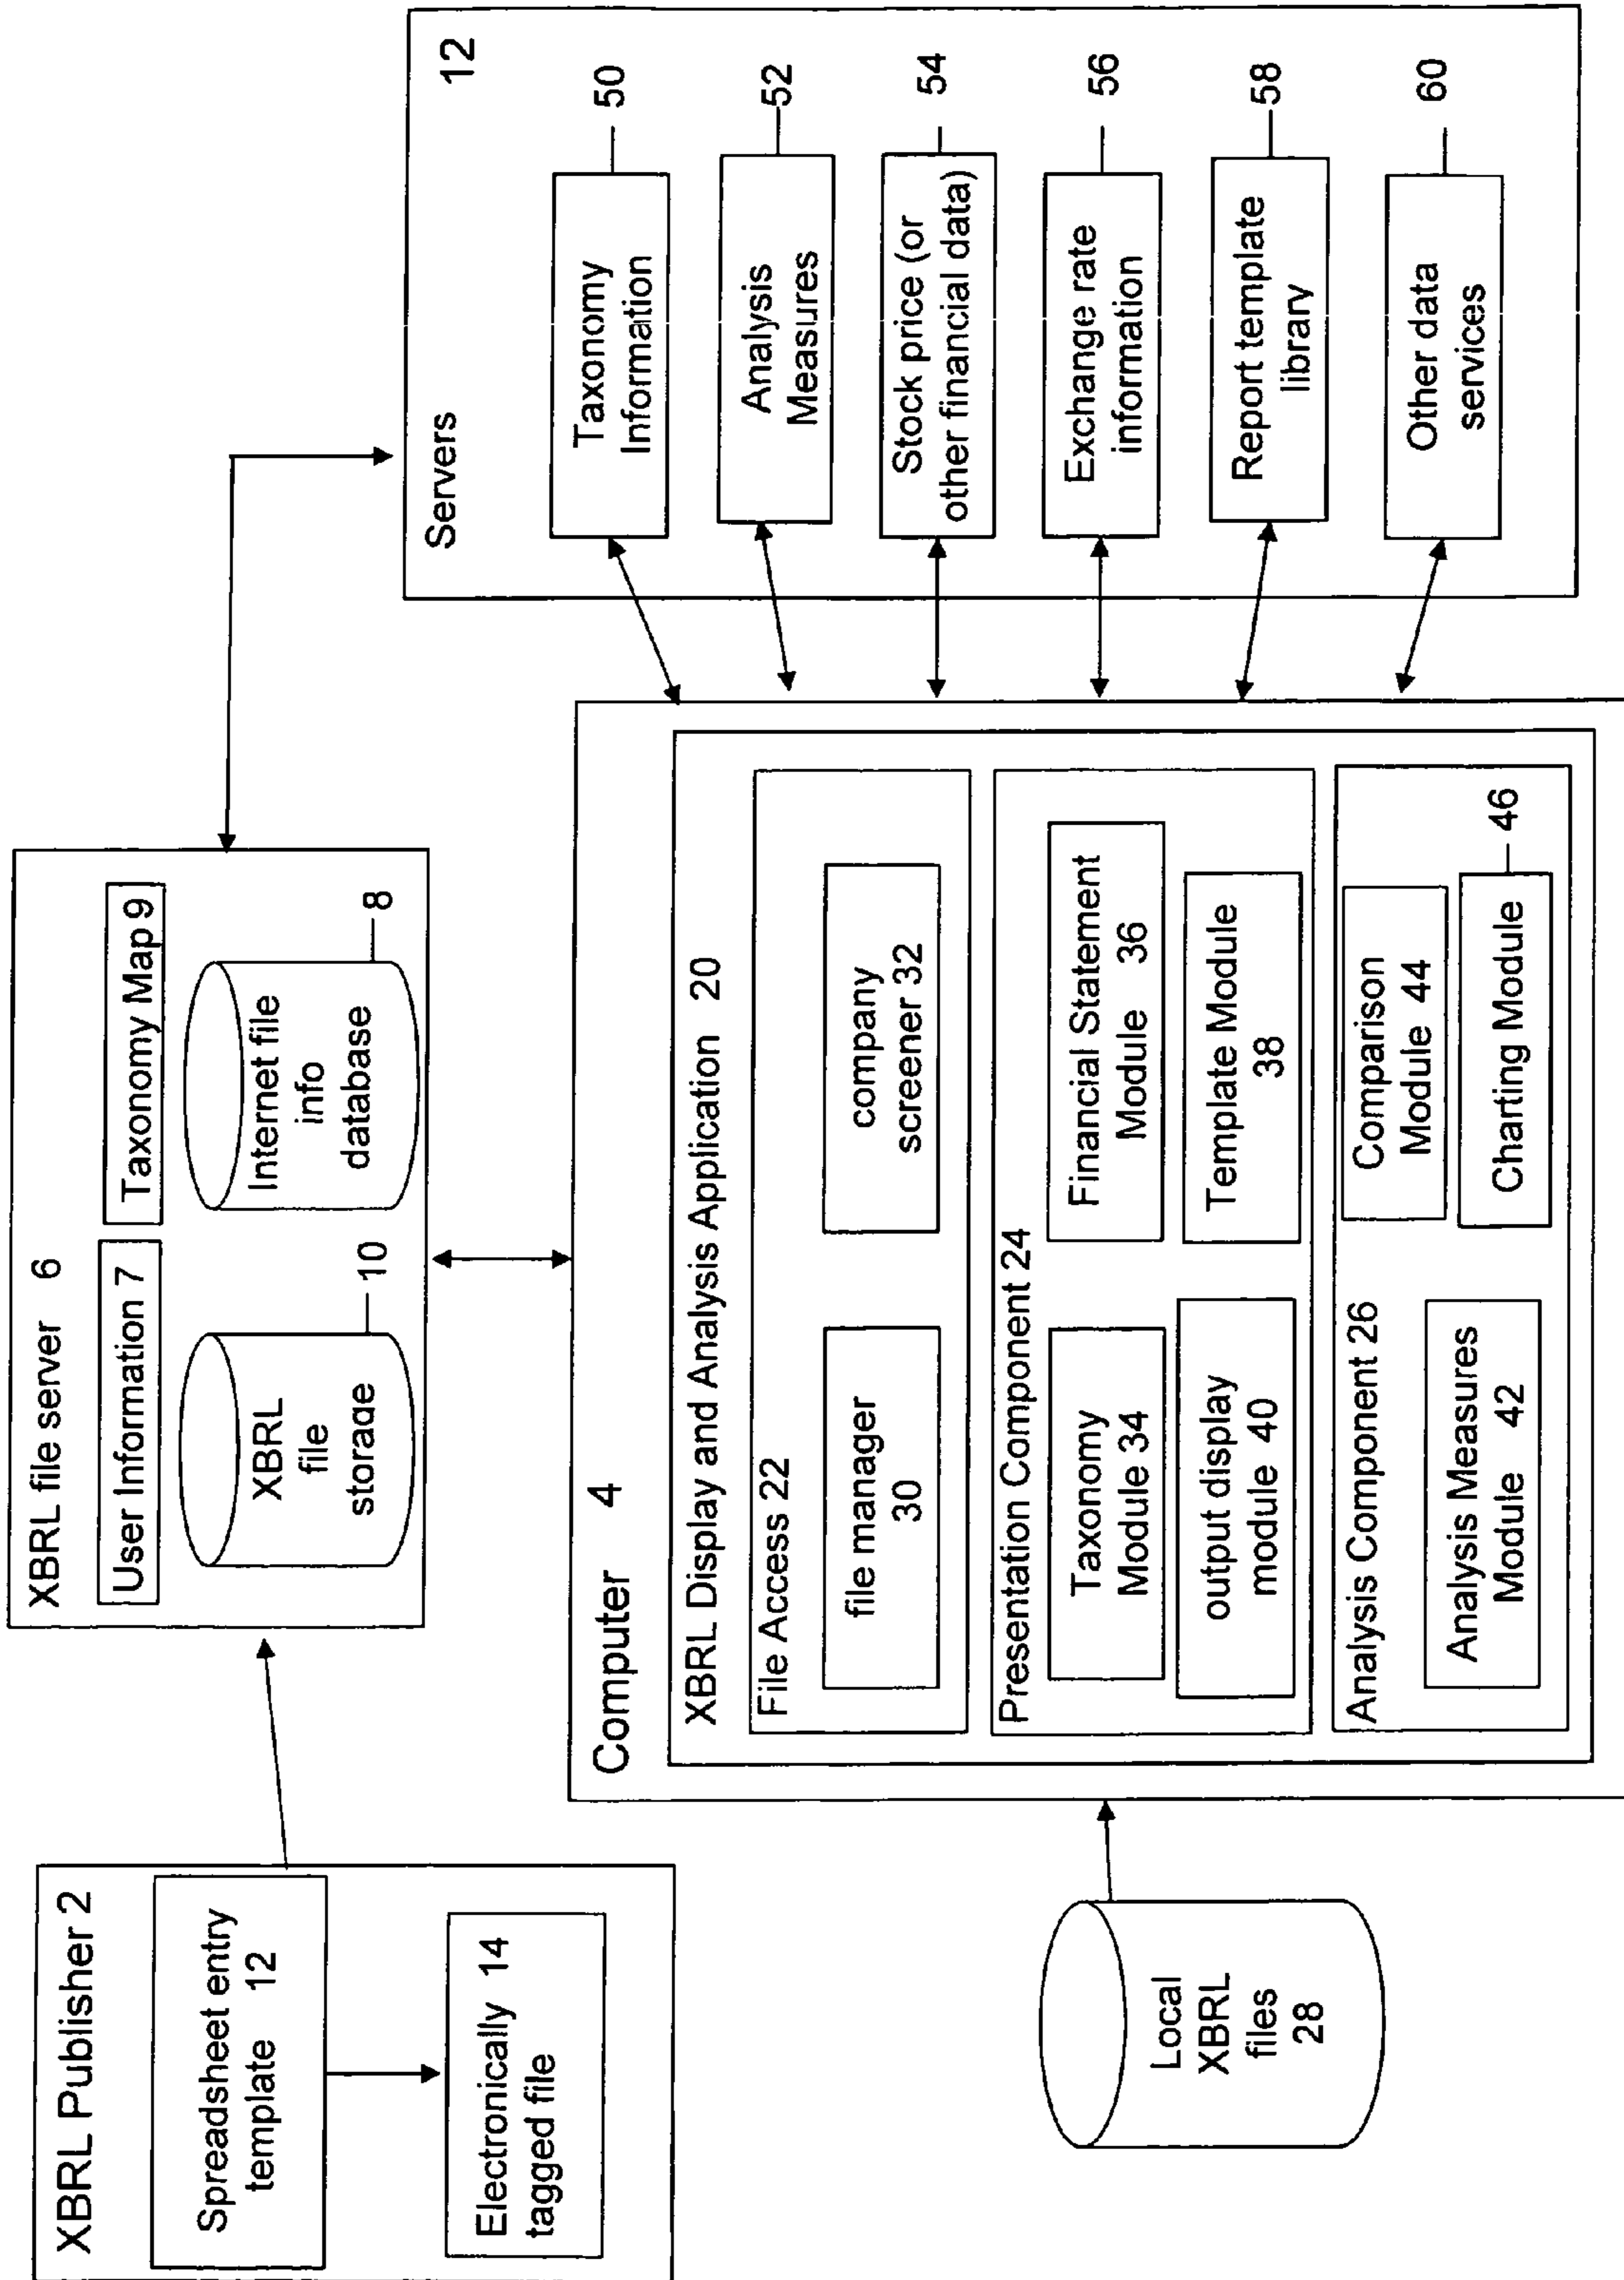 XBRL Publisher 2
Spreadsheet entry
template 12
Electronically 14
tagged file
XBRL file server 6
User Information 7
Taxonomy Map 9
XBRL
file
storage
10
Internet file
info
database
8
Local
XBRL
files
28
Computer 4
XBRL Display and Analysis Application 20
File Access 22
file manager
30
company
screener 32
Presentation Component 24
Taxonomy
Module 34
Financial Statement
Module 36
output display
module 40
Template Module
38
Analysis Component 26
Analysis Measures
Module 42
Comparison
Module 44
Charting Module
46
Servers
12
Taxonomy
Information
50
Analysis
Measures
52
Stock price (or
other financial data)
54
Exchange rate
information
56
Report template
library
58
Other data
services
60